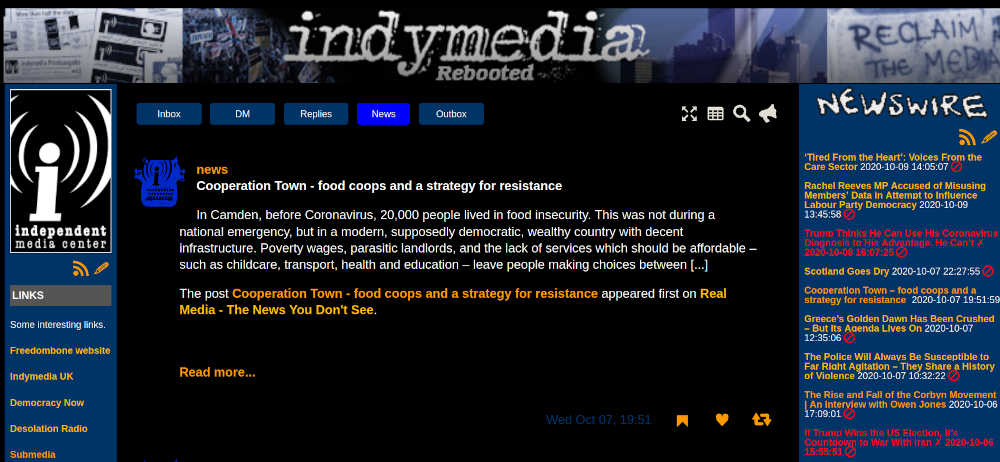 indymedia
Rebooted
RECLAIM
THE MEDIA
independent
media center
LINKS
Some interesting links.
Freedombone website
Indymedia UK
Democracy Now
Desolation Radio
Submedia
Inbox
DM
Replies
News
Outbox
news
Cooperation Town - food coops and a strategy for resistance
In Camden, before Coronavirus, 20,000 people lived in food insecurity. This was not during a
national emergency, but in a modern, supposedly democratic, wealthy country with decent
infrastructure. Poverty wages, parasitic landlords, and the lack of services which should be affordable –
such as childcare, transport, health and education – leave people making choices between [...]
The post Cooperation Town - food coops and a strategy for resistance appeared first on Real
Media - The News You Don't See.
Read more...
Wed Oct 07, 19:51
NEWSWIRE
'Tired From the Heart': Voices From the
Care Sector 2020-10-09 14:05:07
Rachel Reeves MP Accused of Misusing
Members' Data in Attempt to Influence
Labour Party Democracy 2020-10-09
13:45:58
Trump Thinks He Can Use His Coronavirus
Diagnosis to His Advantage. He Can't ✗
2020-10-08 16:07:25
Scotland Goes Dry 2020-10-07 22:27:55
Cooperation Town – food coops and a
strategy for resistance 2020-10-07 19:51:59
Greece's Golden Dawn Has Been Crushed
– But Its Agenda Lives On 2020-10-07
12:35:06
The Police Will Always Be Susceptible to
Far Right Agitation – They Share a History
of Violence 2020-10-07 10:32:22
The Rise and Fall of the Corbyn Movement
| An Interview with Owen Jones 2020-10-06
17:09:01
If Trump Wins the US Election, It's
Countdown to War With Iran ✗ 2020-10-06
15:55:51